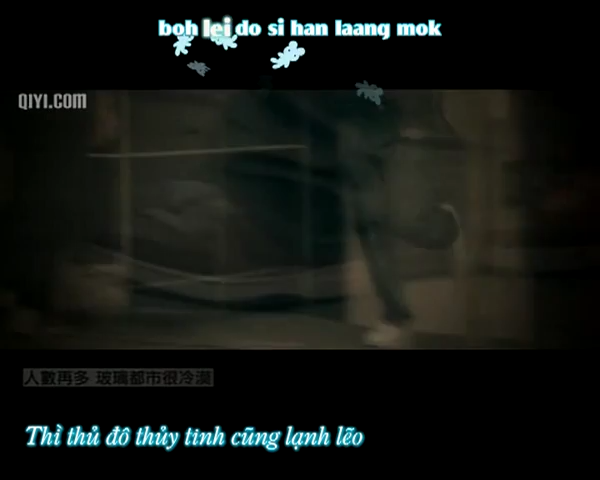 boh lei do si han laang mok
QIYI.COM
人數再多 玻璃都市很冷漠
Thì thủ đô thủy tinh cũng lạnh lẽo